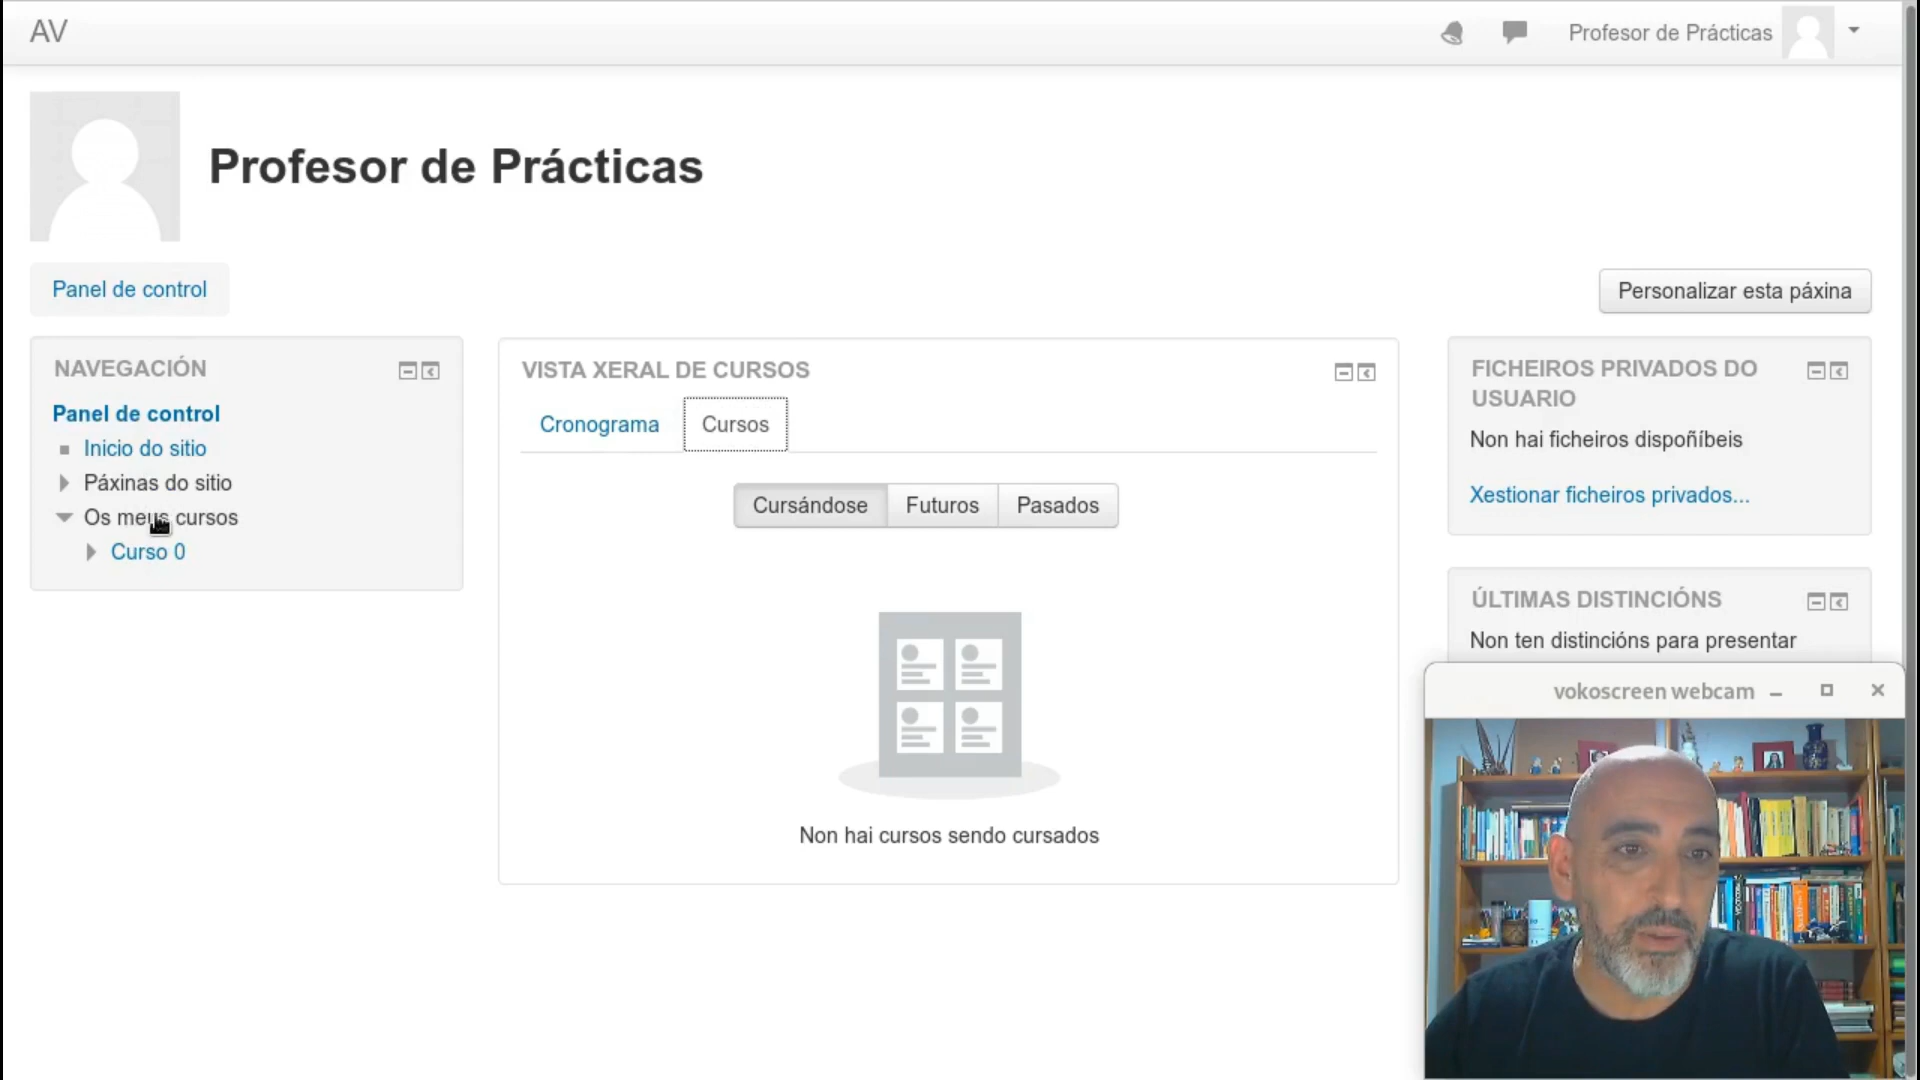 AV
Profesor de Prácticas
Profesor de Prácticas
Panel de control
Personalizar esta páxina
NAVEGACIÓN
Panel de control
Inicio do sitio
Páxinas do sitio
Os meus cursos
Curso 0
VISTA XERAL DE CURSOS
Cronograma
Cursos
Cursándose
Futuros
Pasados
Non hai cursos sendo cursados
FICHEIROS PRIVADOS DO
USUARIO
Non hai ficheiros dispoñíbeis
Xestionar ficheiros privados...
ÚLTIMAS DISTINCIÓNS
Non ten distincións para presentar
vokoscreen webcam